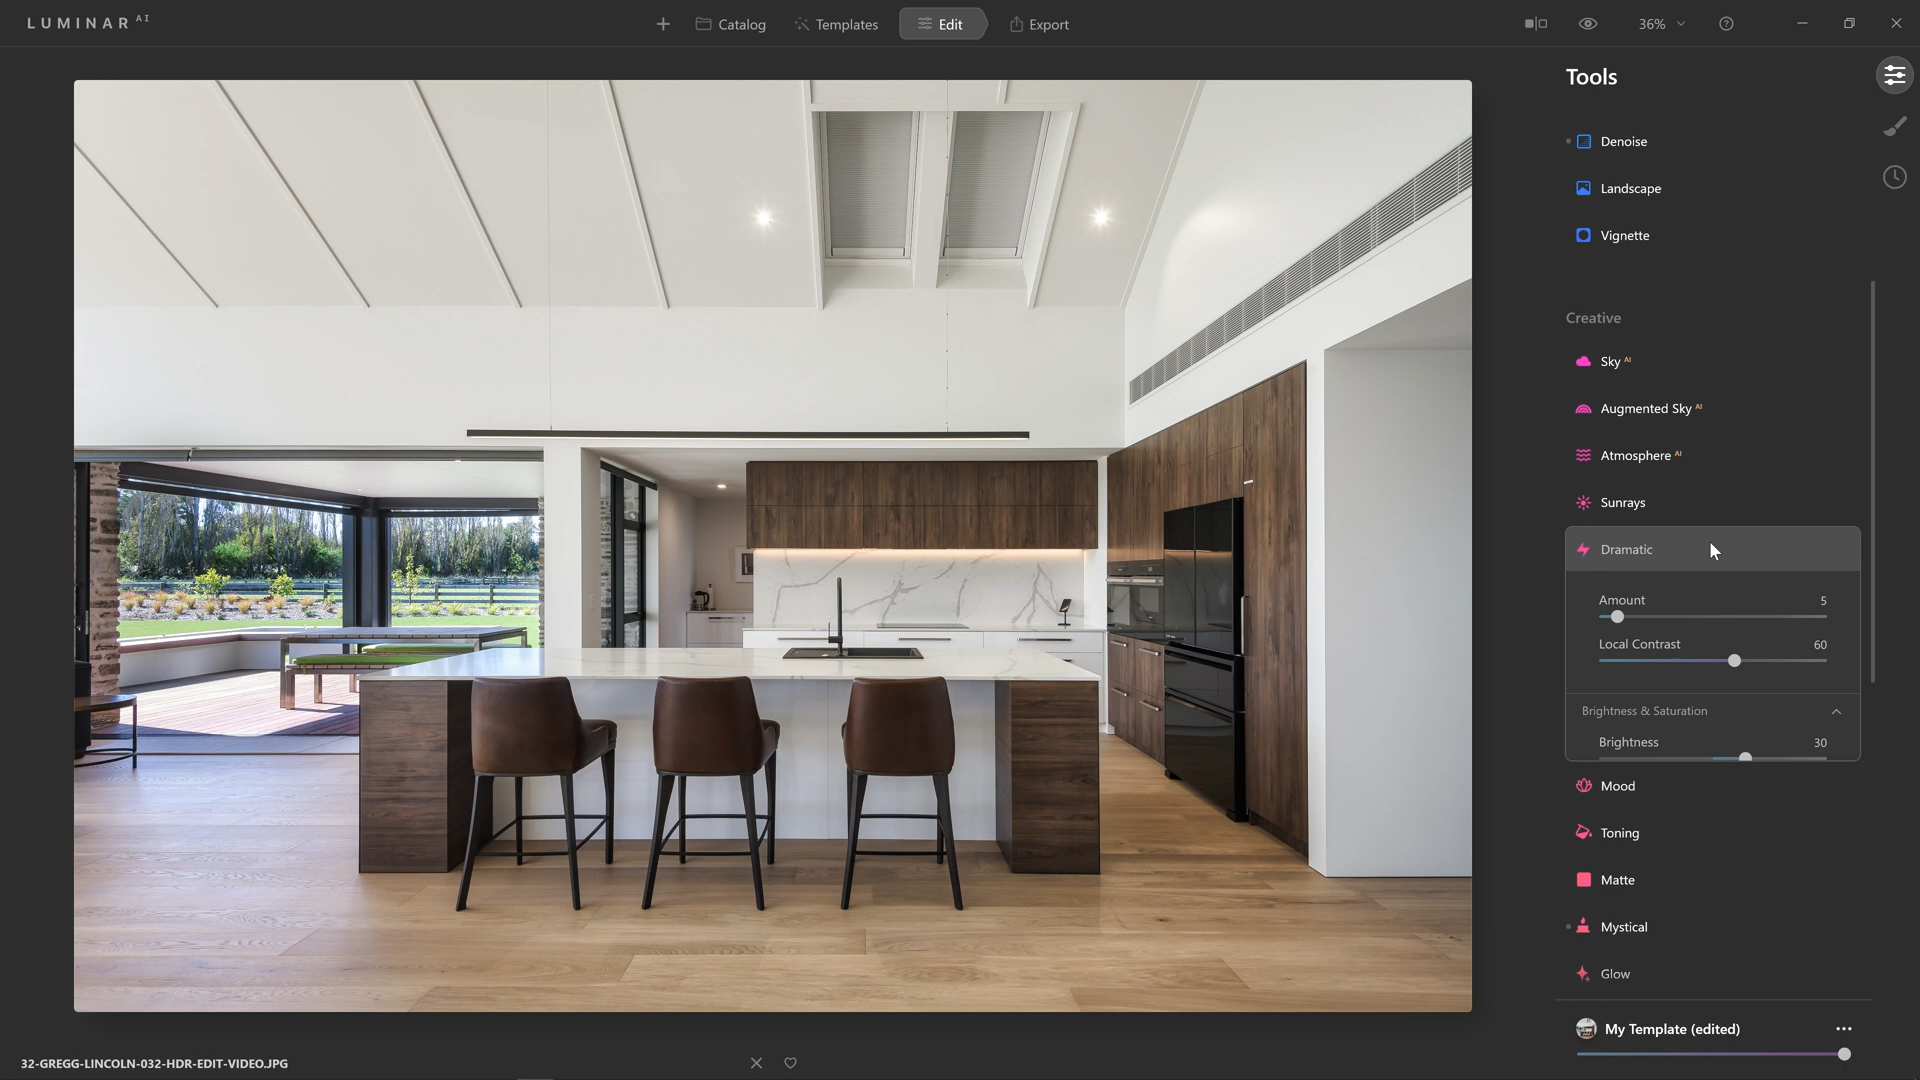 LUMINAR AI
Catalog
Templates
Edit
Export
36%
Tools
Denoise
Landscape
Vignette
Creative
Sky AI
Augmented Sky AI
Atmosphere AI
Sunrays
Dramatic
Amount 5
Local Contrast 60
Brightness & Saturation
Brightness 30
Mood
Toning
Matte
Mystical
Glow
My Template (edited)
32-GREGG-LINCOLN-032-HDR-EDIT-VIDEO.JPG